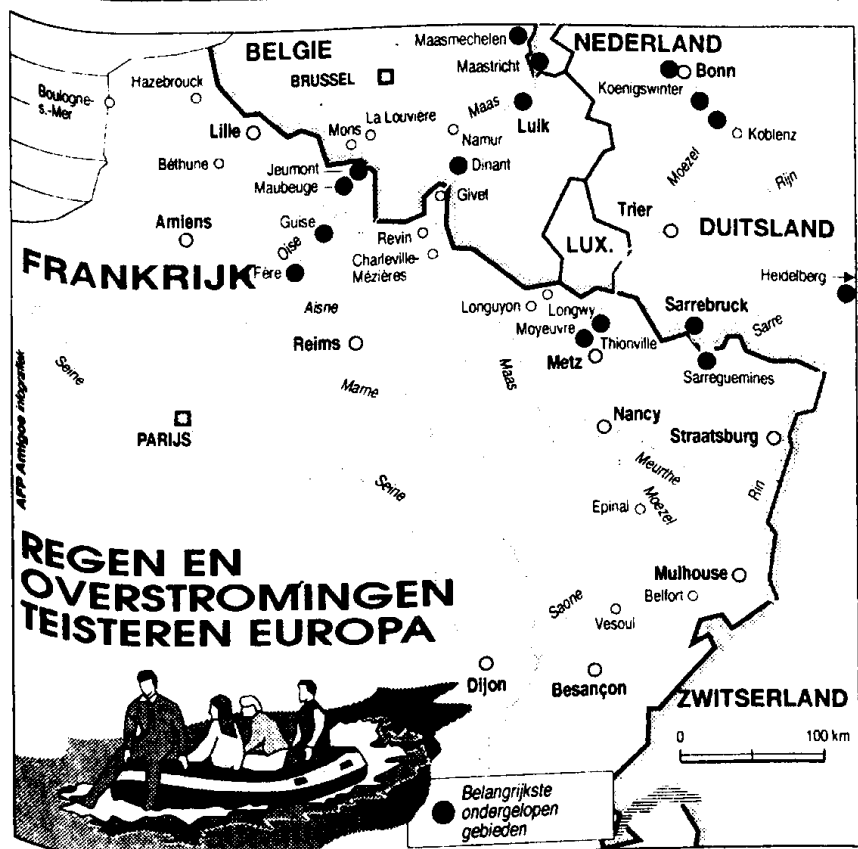 BELGIE
Maasmechelen
NEDERLAND
Boulogne-
s.-Mer
Hazebrouck
BRUSSEL
Maastricht
Bonn
Koenigswinter
Maas
Luik
Koblenz
Lille
Mons
La Louvière
Namur
Béthune
Jeumont
Maubeuge
Dinant
Givet
Moezel
Rijn
Amiens
Guise
Oise
Revin
Charleville-
Mézières
Trier
LUX.
DUITSLAND
FRANKRIJK
Fère
Heidelberg
Aisne
Longuyon
Longwy
Moyeuvre
Thionville
Sarrebruck
Sarre
Reims
Metz
Sarreguemines
Seine
Marne
Maas
PARIJS
Nancy
Straatsburg
Meurthe
Moezel
Seine
Epinal
Rin
AFP Amigoe infografiek
REGEN EN
OVERSTROMINGEN
TEISTEREN EUROPA
Mulhouse
Belfort
Saone
Vesoul
Dijon
Besançon
ZWITSERLAND
0 100 km
Belangrijkste
ondergelopen
gebieden